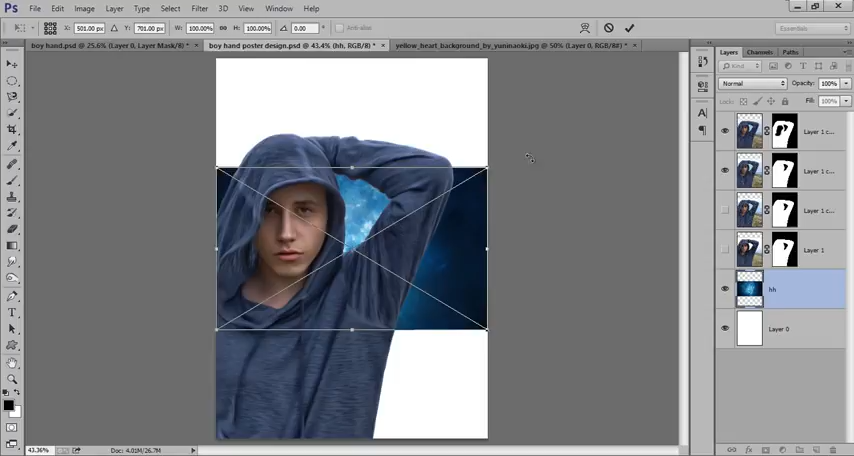 Ps File Edit Image Layer Type Select Filter 3D View Window Help
X: 501.00 px Y: 701.00 px W: 100.00% H: 100.00% 0.00 Anti-alias Essentials
boy hand.psd @ 25.6% (Layer 0, Layer Mask/8) * × boy hand poster design.psd @ 43.4% (hh, RGB/8) * × yellow_heart_background_by_yuninaoki.jpg @ 50% (Layer 0, RGB/8#) * ×
Layers Channels Paths
Kind
Normal Opacity: 100%
Lock: Fill: 100%
Layer 1 c...
Layer 1 c...
Layer 1 c...
Layer 1
hh
Layer 0
43.36% Doc: 4.01M/26.7M